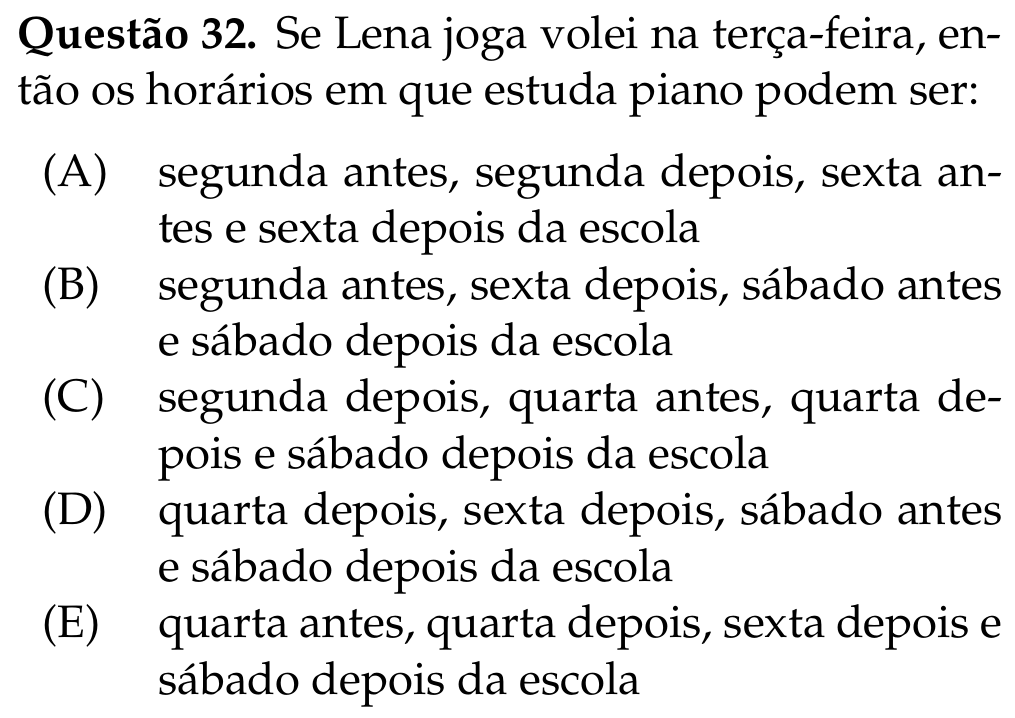 Questão 32. Se Lena joga volei na terça-feira, en-
tão os horários em que estuda piano podem ser:
(A) segunda antes, segunda depois, sexta an-
tes e sexta depois da escola
(B) segunda antes, sexta depois, sábado antes
e sábado depois da escola
(C) segunda depois, quarta antes, quarta de-
pois e sábado depois da escola
(D) quarta depois, sexta depois, sábado antes
e sábado depois da escola
(E) quarta antes, quarta depois, sexta depois e
sábado depois da escola